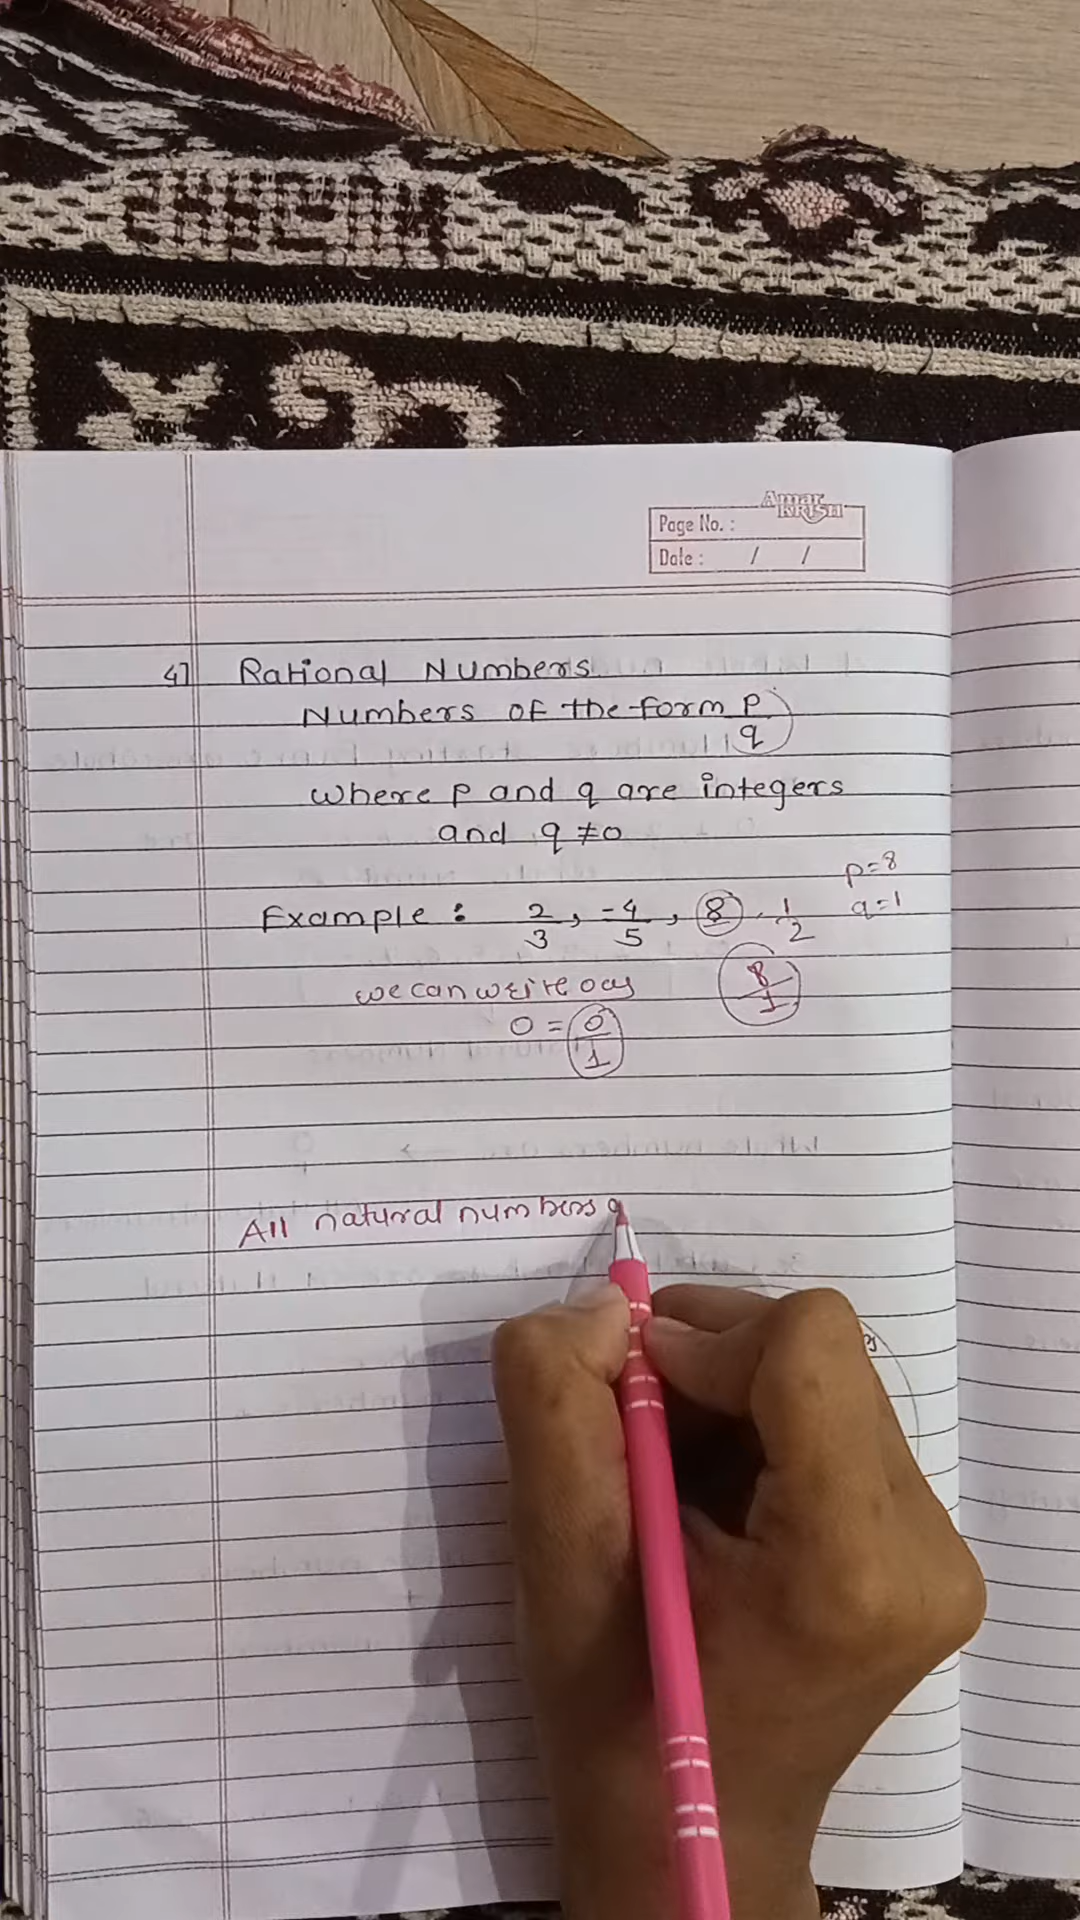 Amar
KRISH
Page No. :
Date : / /
4] Rational Numbers
Numbers of the form p/q
where p and q are integers
and q ≠ 0
p=8
Example : 2/3, -4/5, 8, 1/2
q=1
we can write as 8/1
0 = 0/1
All natural numbers a